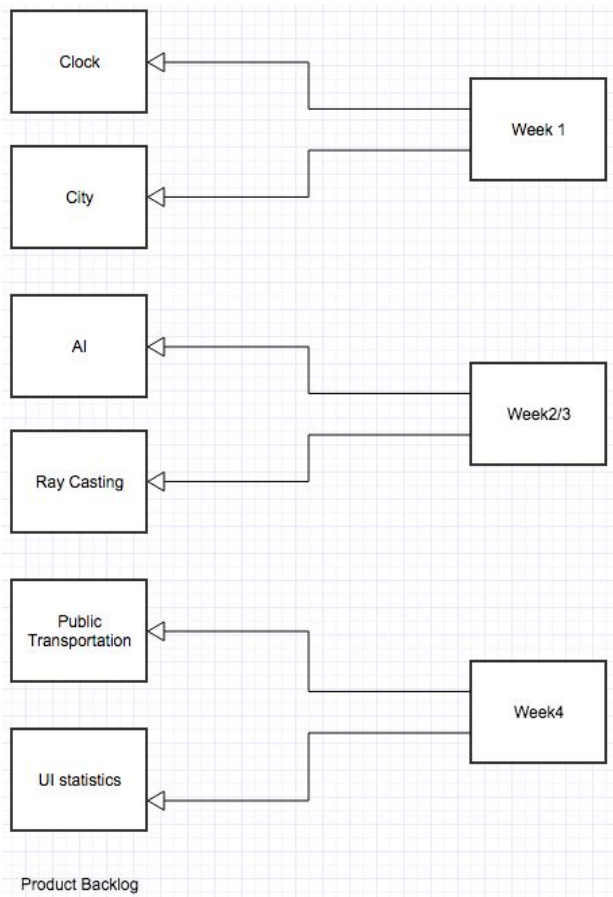 Clock
Week 1
City
AI
Week2/3
Ray Casting
Public
Transportation
Week4
UI statistics
Product Backlog